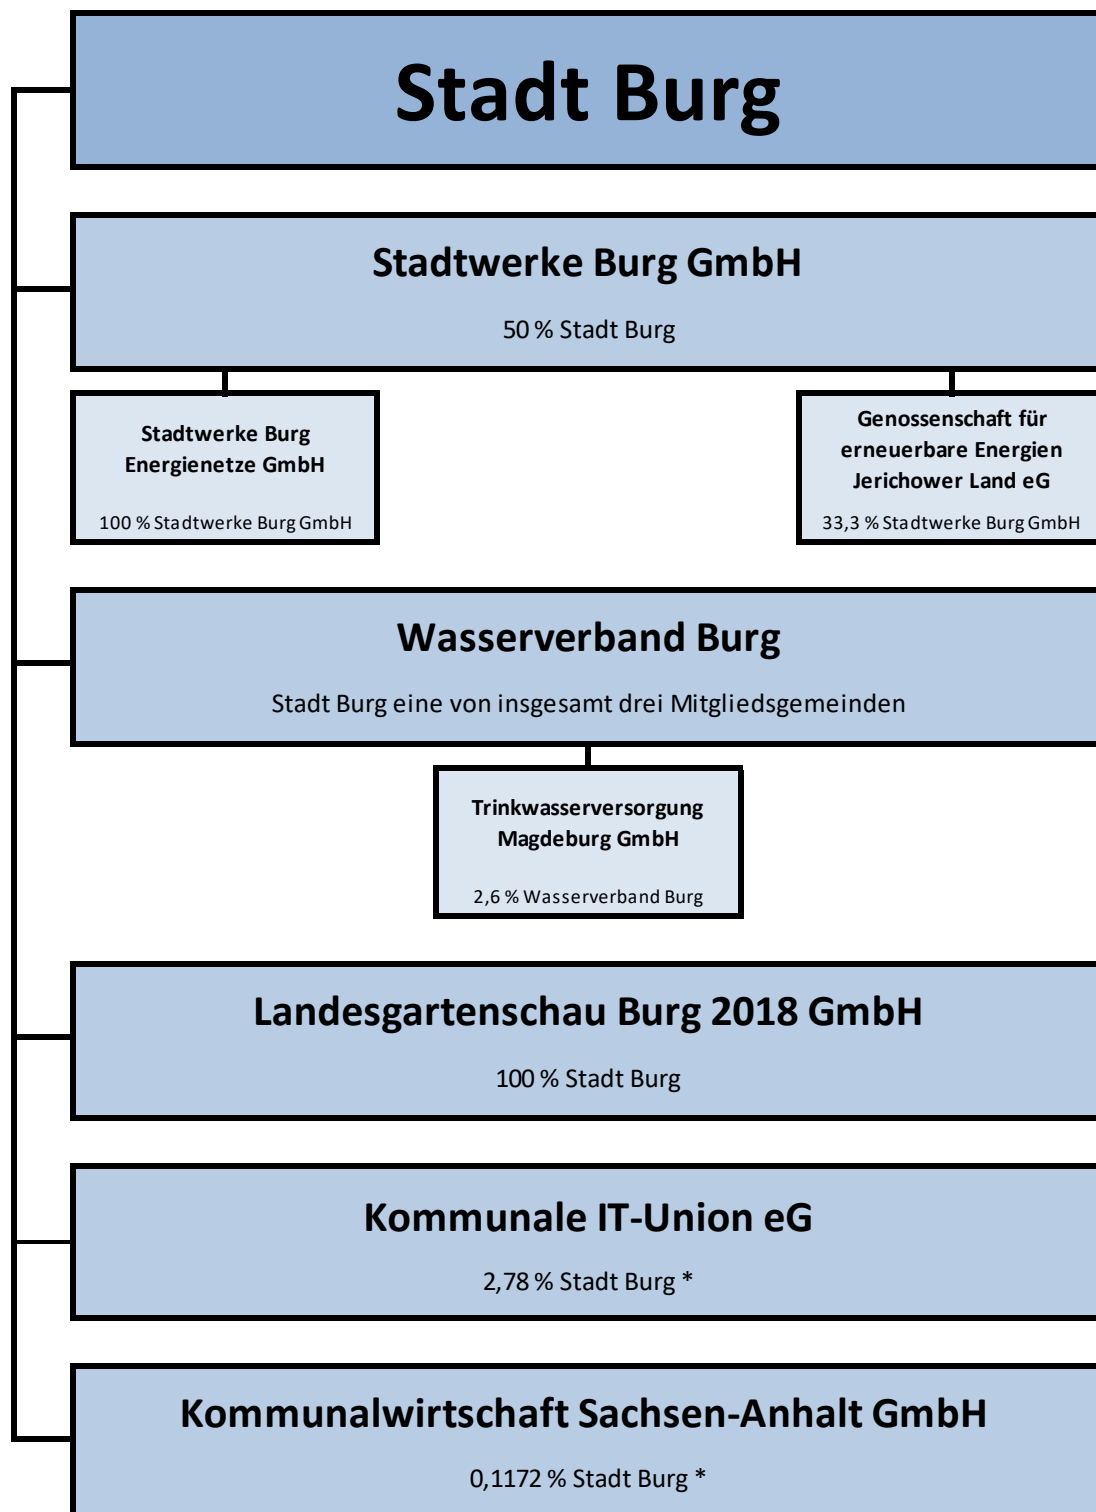 Stadt Burg
Stadtwerke Burg GmbH
50 % Stadt Burg
Stadtwerke Burg
Energienetze GmbH
100 % Stadtwerke Burg GmbH
Genossenschaft für
erneuerbare Energien
Jerichower Land eG
33,3 % Stadtwerke Burg GmbH
Wasserverband Burg
Stadt Burg eine von insgesamt drei Mitgliedsgemeinden
Trinkwasserversorgung
Magdeburg GmbH
2,6 % Wasserverband Burg
Landesgartenschau Burg 2018 GmbH
100 % Stadt Burg
Kommunale IT-Union eG
2,78 % Stadt Burg *
Kommunalwirtschaft Sachsen-Anhalt GmbH
0,1172 % Stadt Burg *